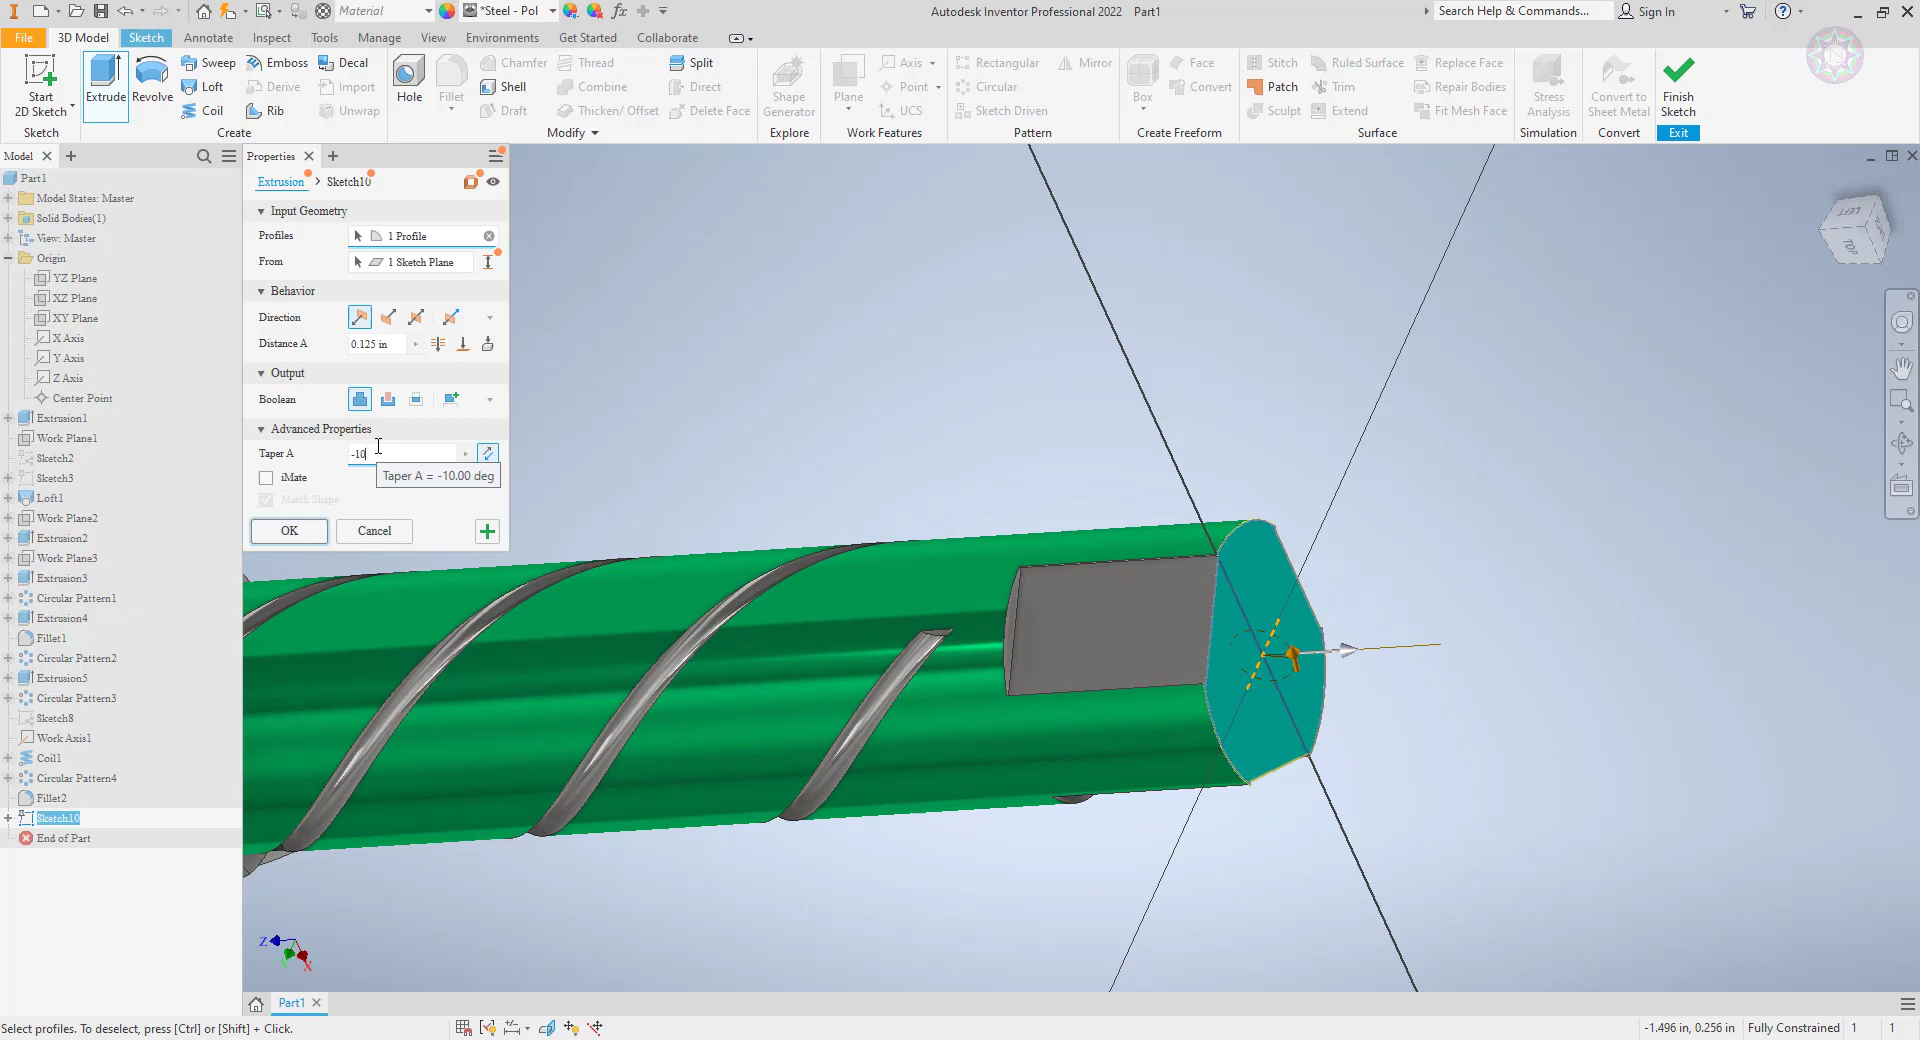 Material
*Steel - Pol
Autodesk Inventor Professional 2022 Part1
Search Help & Commands...
Sign In
File
3D Model
Sketch
Annotate
Inspect
Tools
Manage
View
Environments
Get Started
Collaborate
Start
2D Sketch
Sketch
Extrude
Revolve
Sweep
Loft
Coil
Emboss
Derive
Rib
Decal
Import
Unwrap
Create
Hole
Fillet
Chamfer
Shell
Draft
Thread
Combine
Thicken/ Offset
Split
Direct
Delete Face
Modify
Shape
Generator
Explore
Plane
Axis
Point
UCS
Work Features
Rectangular
Circular
Sketch Driven
Mirror
Pattern
Box
Face
Convert
Create Freeform
Stitch
Patch
Sculpt
Ruled Surface
Trim
Extend
Replace Face
Repair Bodies
Fit Mesh Face
Surface
Stress
Analysis
Simulation
Convert to
Sheet Metal
Convert
Finish
Sketch
Exit
Model
Part1
Model States: Master
Solid Bodies(1)
View: Master
Origin
YZ Plane
XZ Plane
XY Plane
X Axis
Y Axis
Z Axis
Center Point
Extrusion1
Work Plane1
Sketch2
Sketch3
Loft1
Work Plane2
Extrusion2
Work Plane3
Extrusion3
Circular Pattern1
Extrusion4
Fillet1
Circular Pattern2
Extrusion5
Circular Pattern3
Sketch8
Work Axis1
Coil1
Circular Pattern4
Fillet2
Sketch10
End of Part
Properties
Extrusion > Sketch10
Input Geometry
Profiles 1 Profile
From 1 Sketch Plane
Behavior
Direction
Distance A 0.125 in
Output
Boolean
Advanced Properties
Taper A -10
Taper A = -10.00 deg
iMate
Match Shape
OK Cancel
LEFT
TOP
Z
Y
X
Part1
Select profiles. To deselect, press [Ctrl] or [Shift] + Click.
-1.496 in, 0.256 in Fully Constrained 1 1